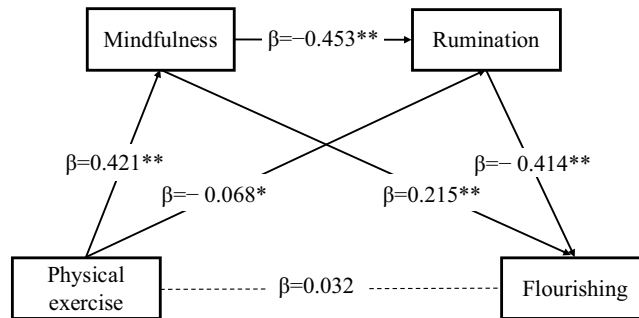 Mindfulness
β=−0.453**
Rumination
β=0.421**
β=− 0.068*
β=0.215**
β=− 0.414**
Physical
exercise
β=0.032
Flourishing